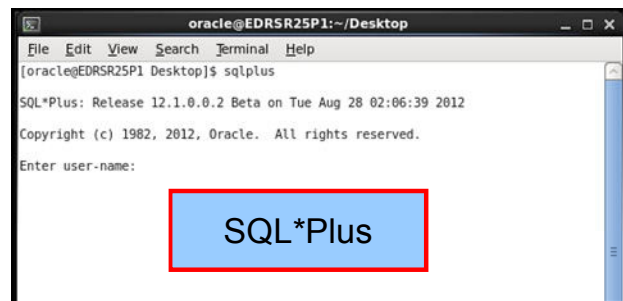 oracle@EDRSR25P1:~/Desktop
File Edit View Search Terminal Help
[oracle@EDRSR25P1 Desktop]$ sqlplus
SQL*Plus: Release 12.1.0.0.2 Beta on Tue Aug 28 02:06:39 2012
Copyright (c) 1982, 2012, Oracle.  All rights reserved.
Enter user-name:
SQL*Plus